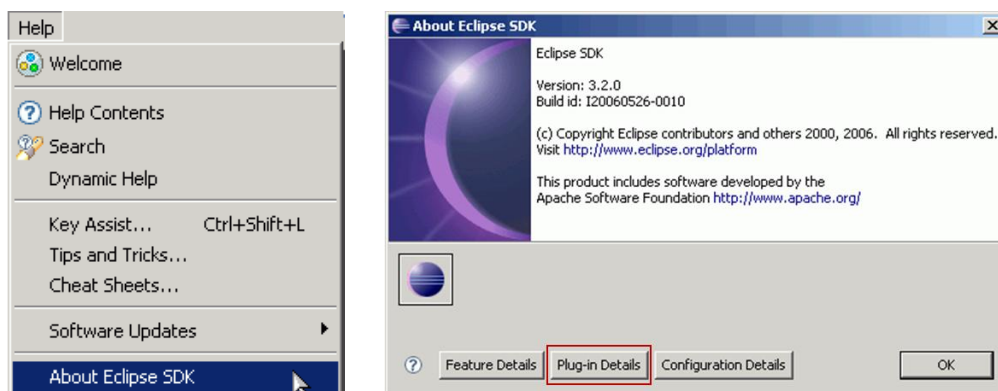 Help
Welcome
Help Contents
Search
Dynamic Help
Key Assist... Ctrl+Shift+L
Tips and Tricks...
Cheat Sheets...
Software Updates
About Eclipse SDK
About Eclipse SDK
Eclipse SDK
Version: 3.2.0
Build id: I20060526-0010
(c) Copyright Eclipse contributors and others 2000, 2006. All rights reserved.
Visit http://www.eclipse.org/platform
This product includes software developed by the
Apache Software Foundation http://www.apache.org/
Feature Details Plug-in Details Configuration Details OK